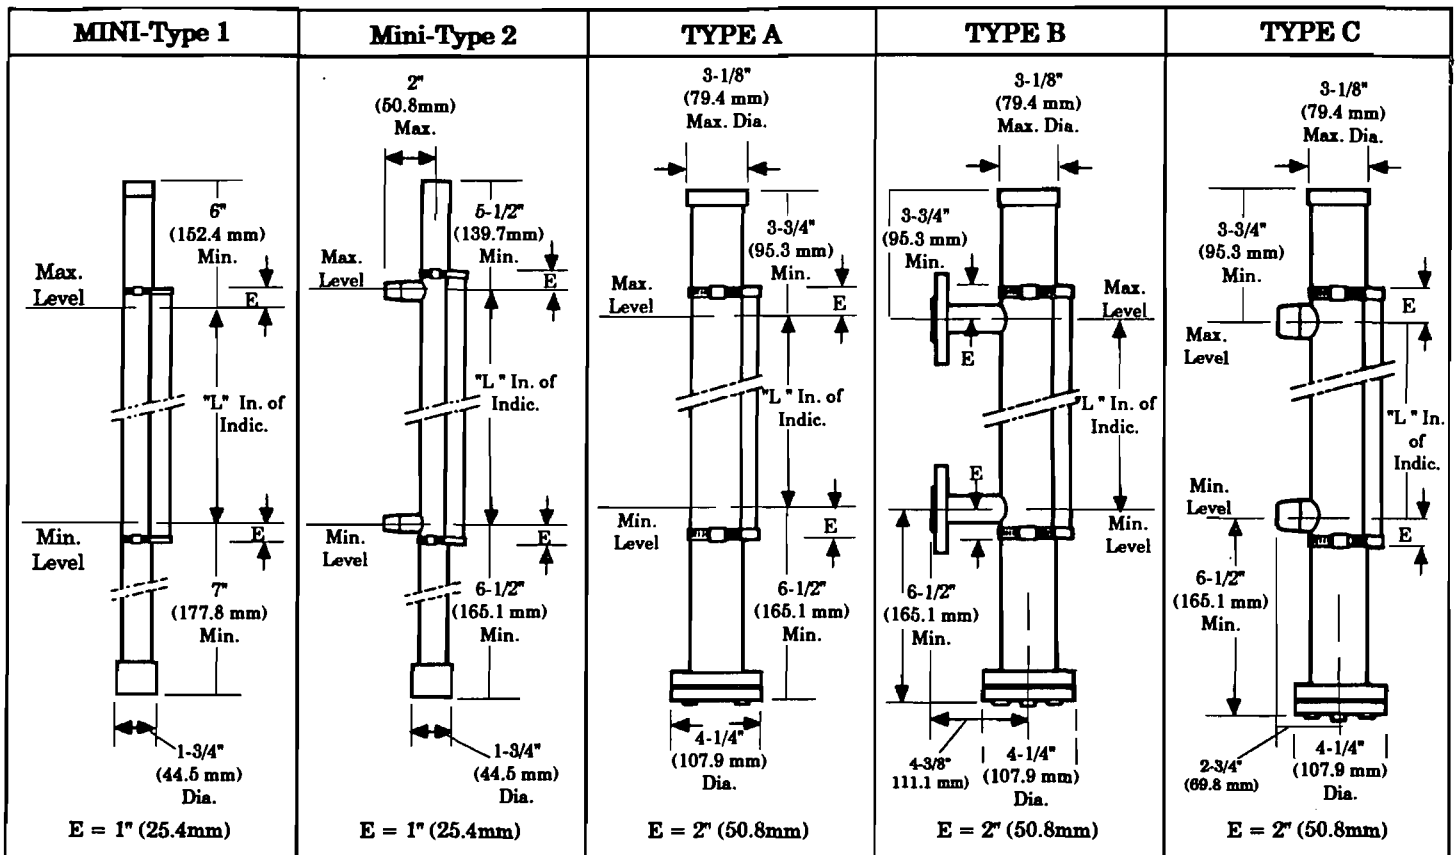 MINI-Type 1
6"
(152.4 mm)
Min.
Max.
Level
E
"L" In. of
Indic.
Min.
Level
E
7"
(177.8 mm)
Min.
1-3/4"
(44.5 mm)
Dia.
E = 1" (25.4mm)
Mini-Type 2
2"
(50.8mm)
Max.
5-1/2"
(139.7mm)
Min.
Max.
Level
E
"L" In. of
Indic.
Min.
Level
E
6-1/2"
(165.1 mm)
Min.
1-3/4"
(44.5 mm)
Dia.
E = 1" (25.4mm)
TYPE A
3-1/8"
(79.4 mm)
Max. Dia.
3-3/4"
(95.3 mm)
Min.
Max.
Level
E
"L" In. of
Indic.
Min.
Level
E
6-1/2"
(165.1 mm)
Min.
4-1/4"
(107.9 mm)
Dia.
E = 2" (50.8mm)
TYPE B
3-1/8"
(79.4 mm)
Max. Dia.
3-3/4"
(95.3 mm)
Min.
Max.
Level
E
"L" In. of
Indic.
E
Min.
Level
6-1/2"
(165.1 mm)
Min.
4-3/8"
111.1 mm)
4-1/4"
(107.9 mm)
Dia.
E = 2" (50.8mm)
TYPE C
3-1/8"
(79.4 mm)
Max. Dia.
3-3/4"
(95.3 mm)
Min.
E
Max.
Level
"L" In.
of
Indic.
Min.
Level
E
6-1/2"
(165.1 mm)
Min.
2-3/4"
(69.8 mm)
4-1/4"
(107.9 mm)
Dia.
E = 2" (50.8mm)